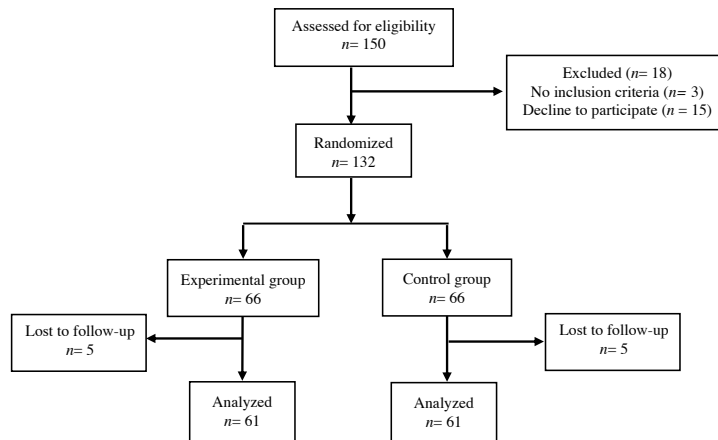 Assessed for eligibility
n= 150
Excluded (n= 18)
No inclusion criteria (n= 3)
Decline to participate (n = 15)
Randomized
n= 132
Experimental group
n= 66
Control group
n= 66
Lost to follow-up
n= 5
Lost to follow-up
n= 5
Analyzed
n= 61
Analyzed
n= 61